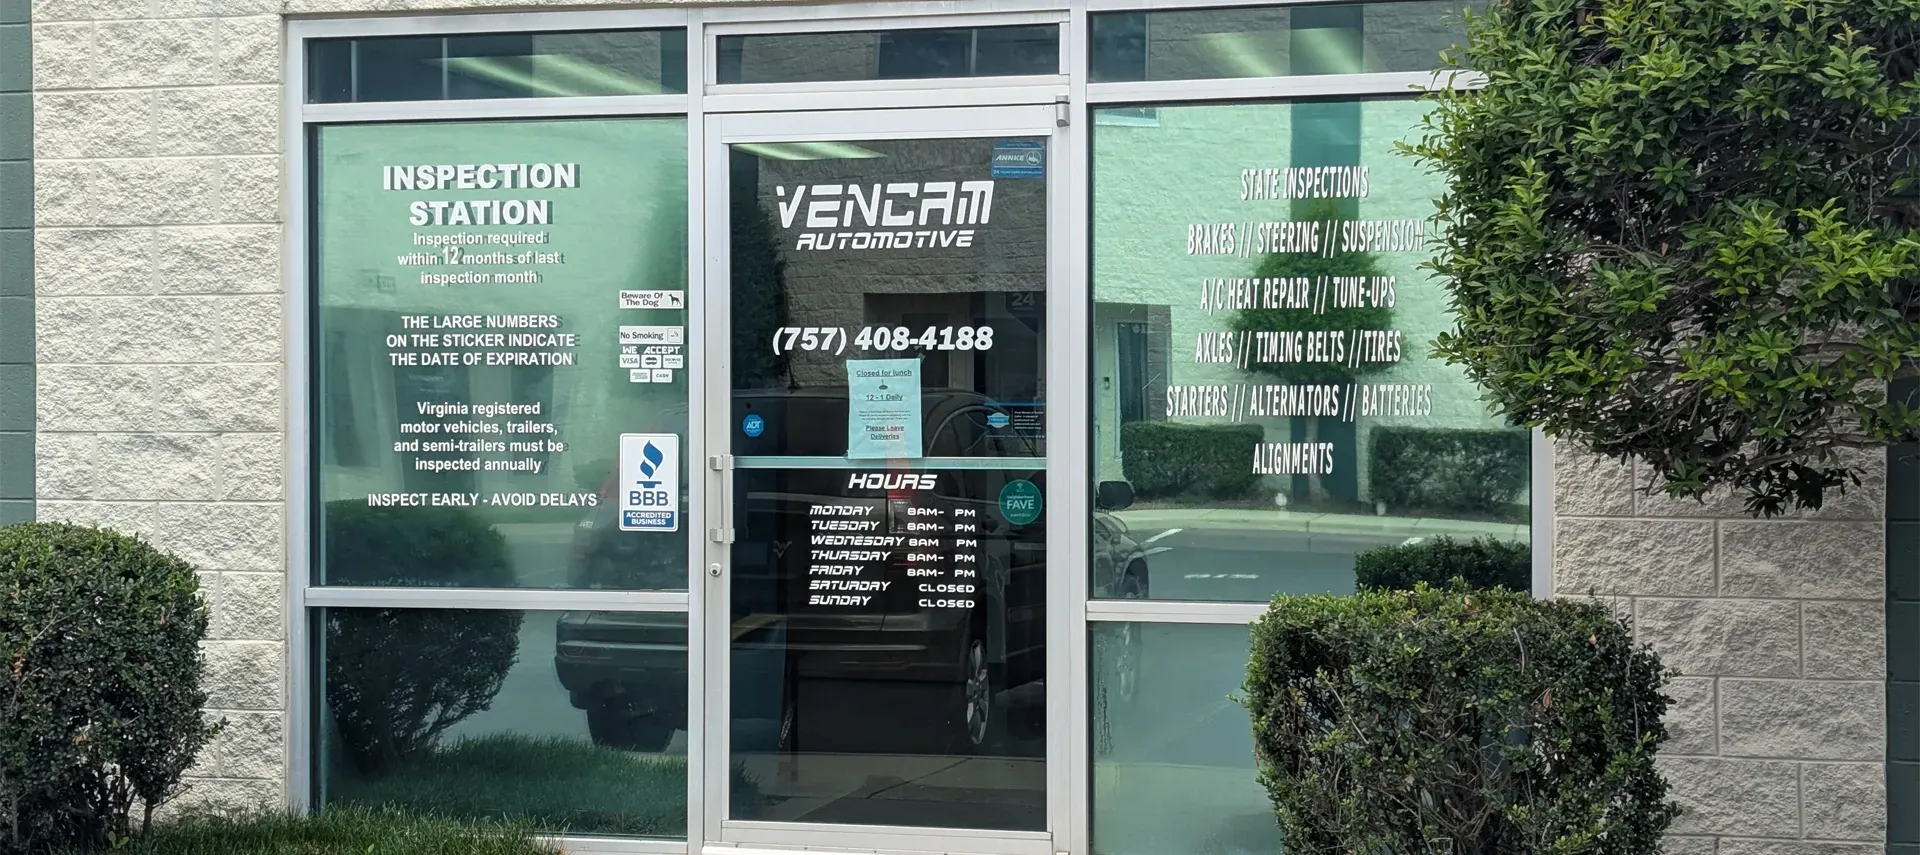 INSPECTION
STATION
Inspection required
within 12 months of last
inspection month
THE LARGE NUMBERS
ON THE STICKER INDICATE
THE DATE OF EXPIRATION
Virginia registered
motor vehicles, trailers,
and semi-trailers must be
inspected annually
INSPECT EARLY - AVOID DELAYS
Beware Of
The Dog
No Smoking
WE ACCEPT
VISA
CASH
BBB
ACCREDITED
BUSINESS
ANNKE
VENCAM
AUTOMOTIVE
24
(757) 408-4188
Closed for lunch
12 - 1 Daily
Please Leave
Deliveries
ADT
HOURS
MONDAY 8AM- PM
TUESDAY 8AM- PM
WEDNESDAY 8AM PM
THURSDAY 8AM- PM
FRIDAY 8AM- PM
SATURDAY CLOSED
SUNDAY CLOSED
FAVE
STATE INSPECTIONS
BRAKES // STEERING // SUSPENSION
A/C HEAT REPAIR // TUNE-UPS
AXLES // TIMING BELTS //TIRES
STARTERS // ALTERNATORS // BATTERIES
ALIGNMENTS